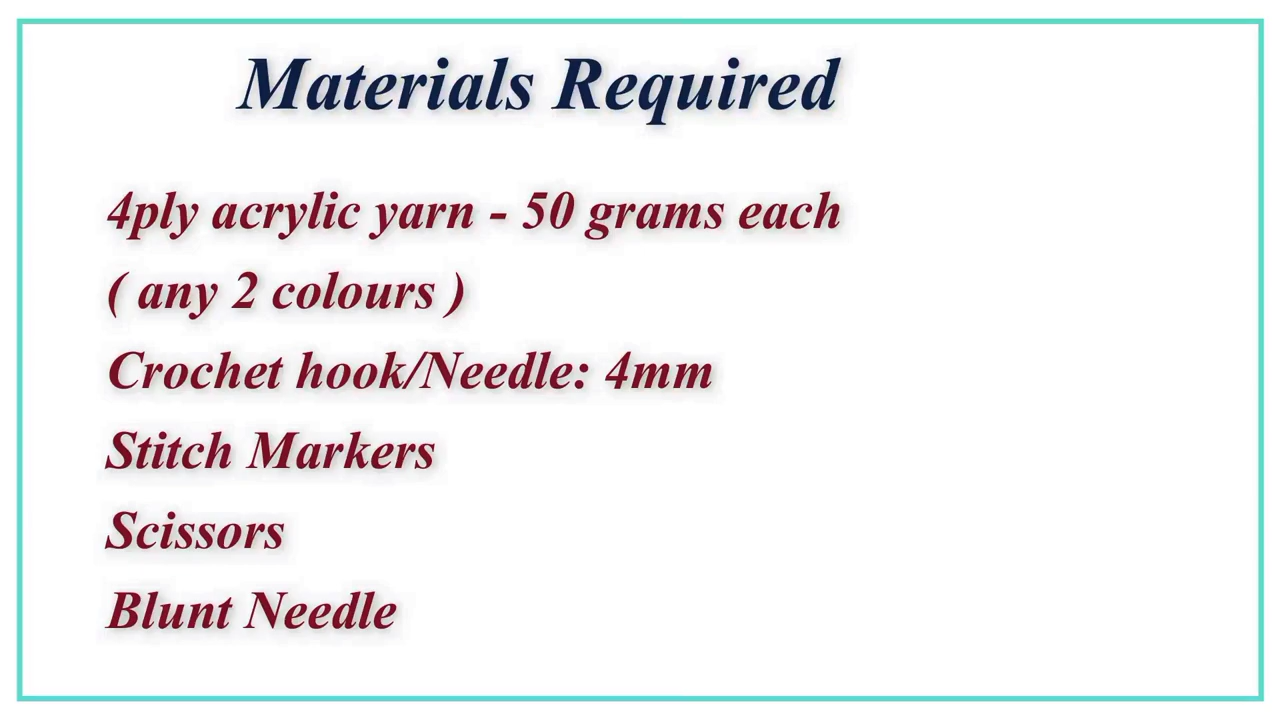 Materials Required
4ply acrylic yarn - 50 grams each
( any 2 colours )
Crochet hook/Needle: 4mm
Stitch Markers
Scissors
Blunt Needle